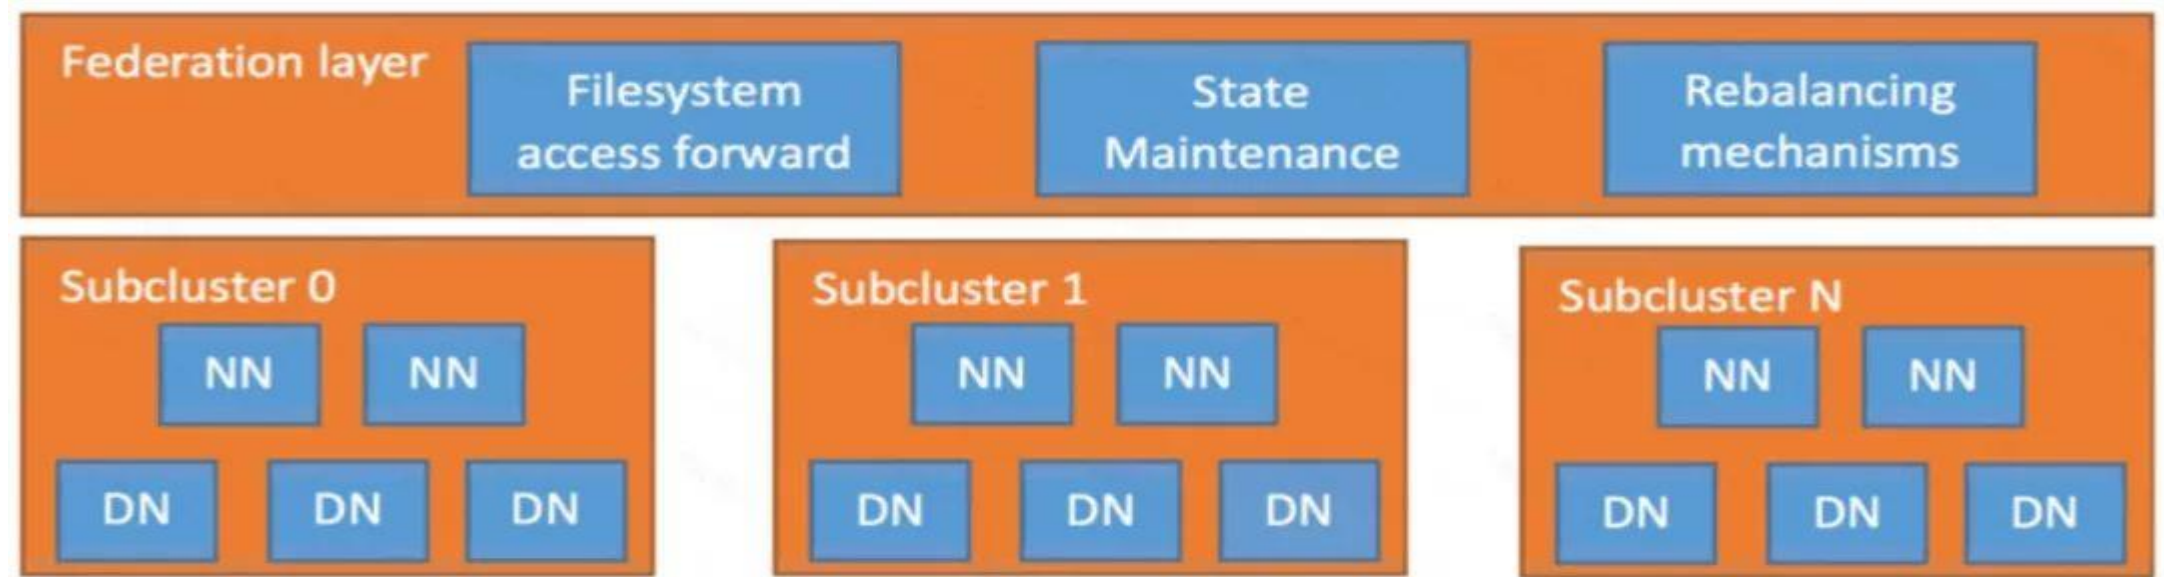 Federation layer
Filesystem
access forward
State
Maintenance
Rebalancing
mechanisms
Subcluster 0
NN NN
DN DN DN
Subcluster 1
NN NN
DN DN DN
Subcluster N
NN NN
DN DN DN